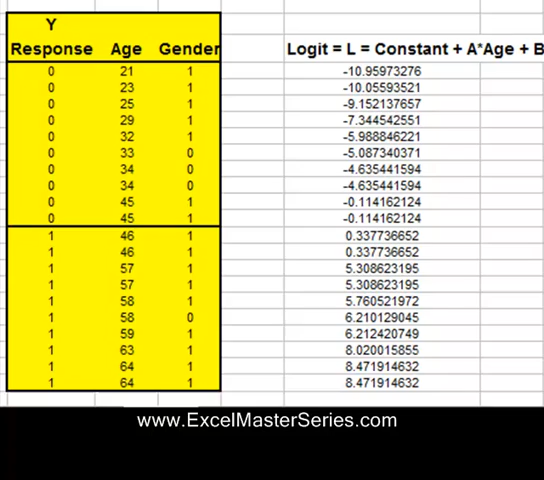 Y
Response Age Gender Logit = L = Constant + A*Age + B
0 21 1 -10.95973276
0 23 1 -10.05593521
0 25 1 -9.152137657
0 29 1 -7.344542551
0 32 1 -5.988846221
0 33 0 -5.087340371
0 34 0 -4.635441594
0 34 0 -4.635441594
0 45 1 -0.114162124
0 45 1 -0.114162124
1 46 1 0.337736652
1 46 1 0.337736652
1 57 1 5.308623195
1 57 1 5.308623195
1 58 1 5.760521972
1 58 0 6.210129045
1 59 1 6.212420749
1 63 1 8.020015855
1 64 1 8.471914632
1 64 1 8.471914632
www.ExcelMasterSeries.com